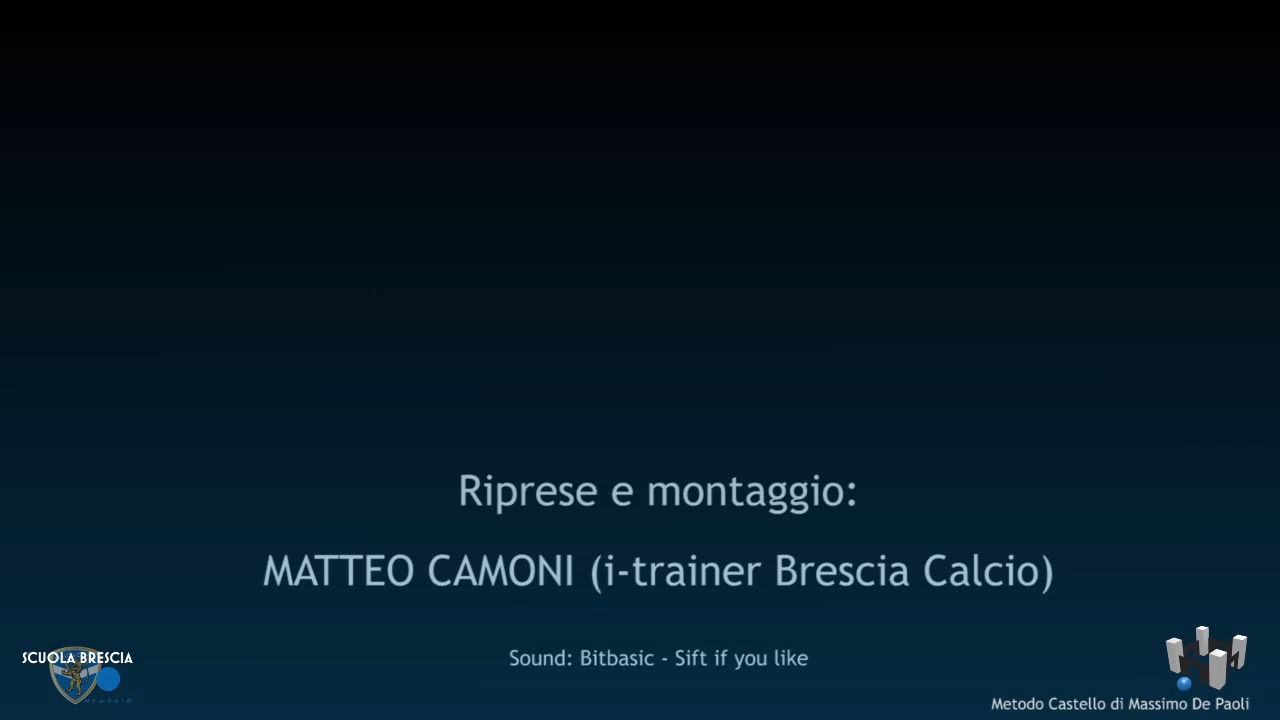 Riprese e montaggio:
MATTEO CAMONI (i-trainer Brescia Calcio)
Sound: Bitbasic - Sift if you like
SCUOLA BRESCIA
brescia
Metodo Castello di Massimo De Paoli